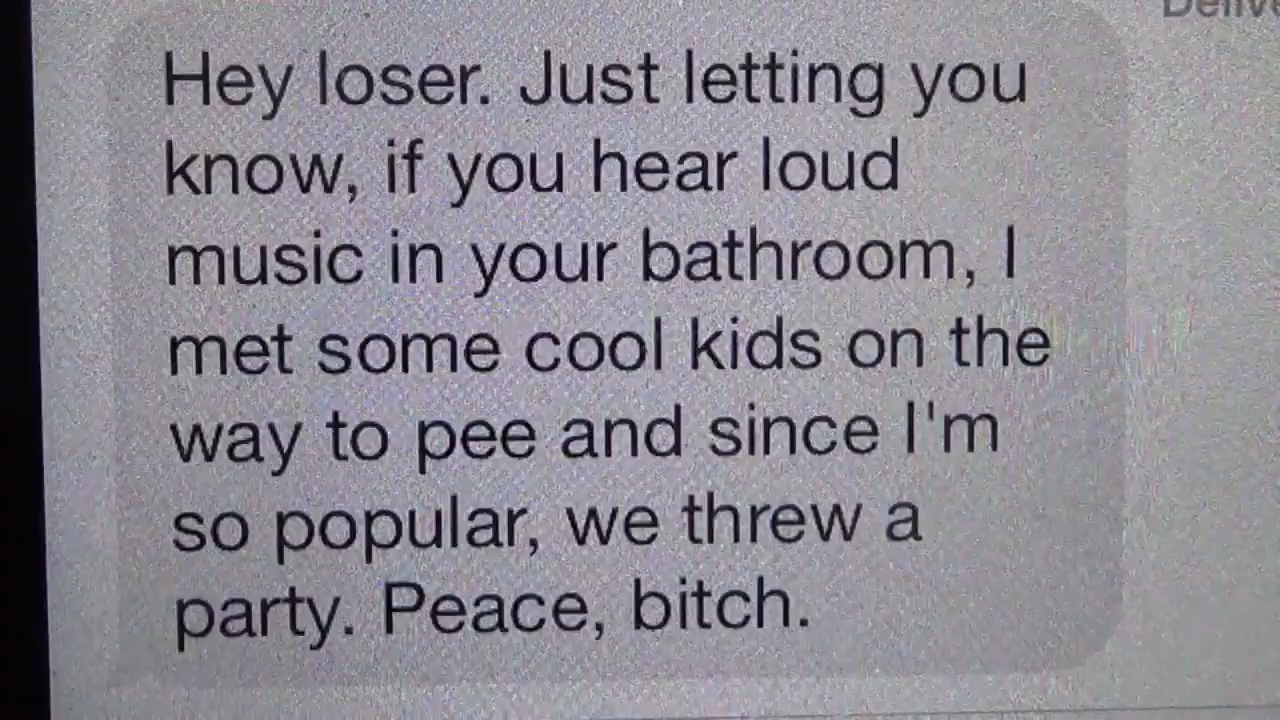 Hey loser. Just letting you
know, if you hear loud
music in your bathroom, I
met some cool kids on the
way to pee and since I'm
so popular, we threw a
party. Peace, bitch.